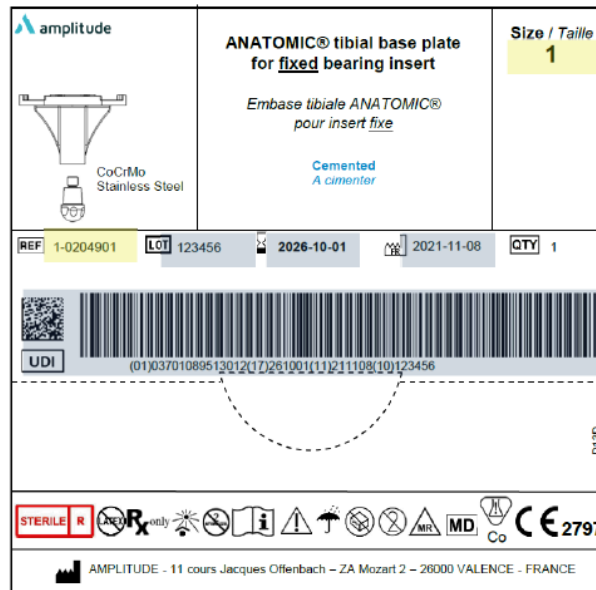 amplitude
ANATOMIC® tibial base plate
for fixed bearing insert
Embase tibiale ANATOMIC®
pour insert fixe
Cemented
A cimenter
Size / Taille
1
CoCrMo
Stainless Steel
REF 1-0204901 LOT 123456 2026-10-01 2021-11-08 QTY 1
UDI
(01)03701089513012(17)261001(11)211108(10)123456
STERILE R LATEX Rx only i MR MD Co CE 2797
AMPLITUDE - 11 cours Jacques Offenbach – ZA Mozart 2 – 26000 VALENCE - FRANCE